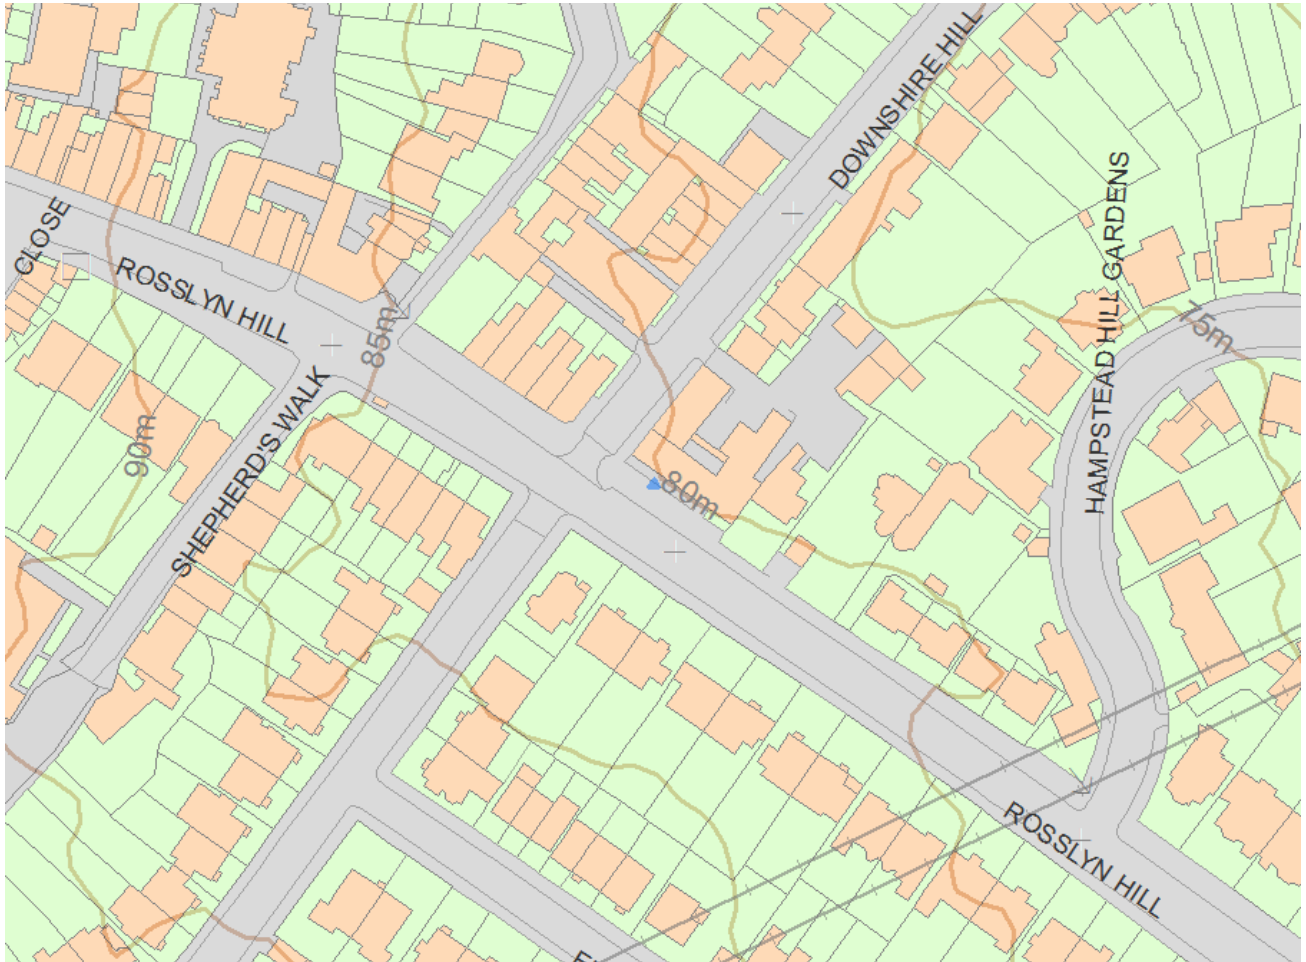 DOWNSHIRE HILL
HAMPSTEAD HILL GARDENS
CLOSE
ROSSLYN HILL
85m
75m
SHEPHERD'S WALK
90m
80m
ROSSLYN HILL